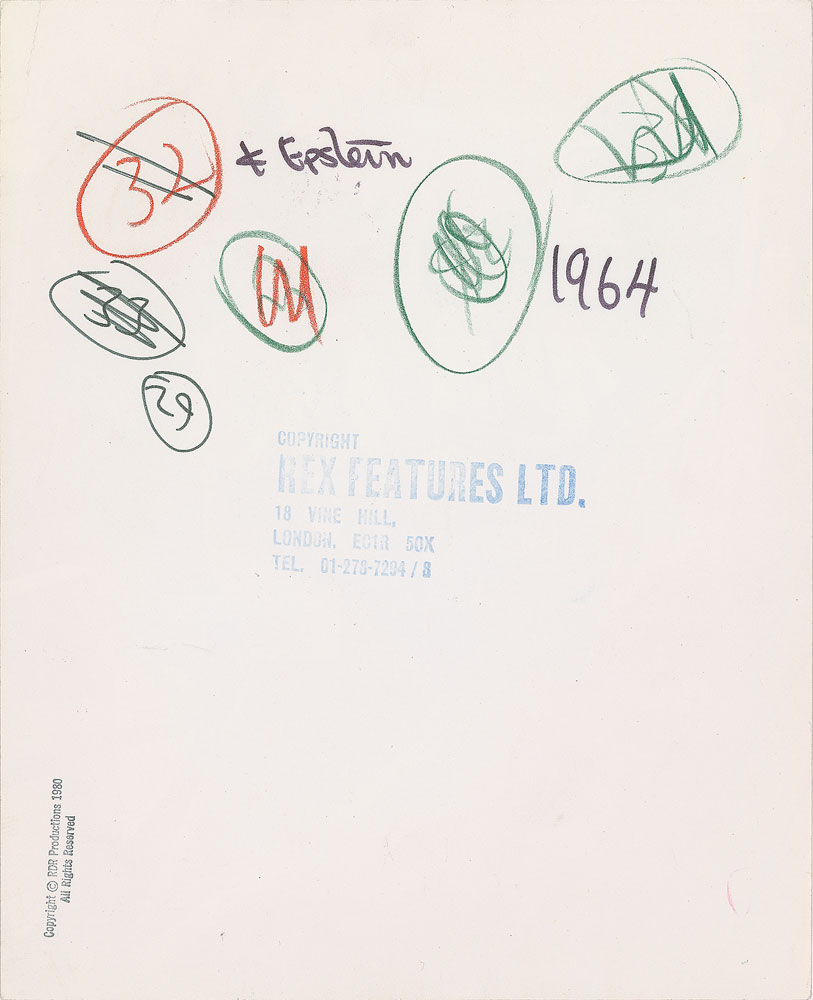 32
+ Epstein
1964
29
COPYRIGHT
REX FEATURES LTD.
18 VINE HILL,
LONDON, EC1R 5DX
TEL. 01-278-7294 / 8
Copyright © RDR Productions 1980
All Rights Reserved